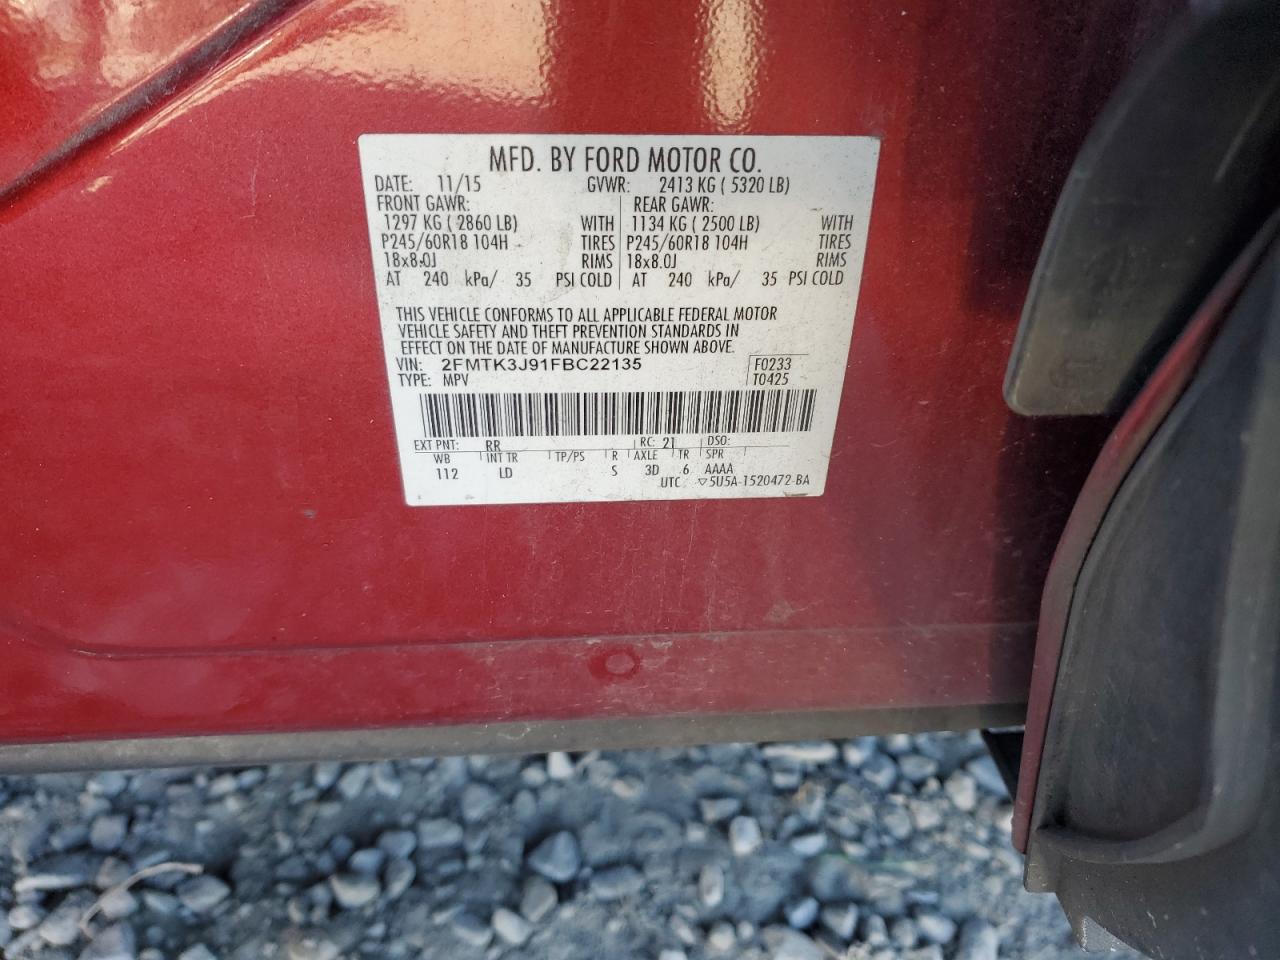 MFD. BY FORD MOTOR CO.
DATE: 11/15 GVWR: 2413 KG ( 5320 LB)
FRONT GAWR: REAR GAWR:
1297 KG ( 2860 LB) WITH 1134 KG ( 2500 LB) WITH
P245/60R18 104H TIRES P245/60R18 104H TIRES
18x8.0J RIMS 18x8.0J RIMS
AT 240 kPa/ 35 PSI COLD AT 240 kPa/ 35 PSI COLD
THIS VEHICLE CONFORMS TO ALL APPLICABLE FEDERAL MOTOR
VEHICLE SAFETY AND THEFT PREVENTION STANDARDS IN
EFFECT ON THE DATE OF MANUFACTURE SHOWN ABOVE.
VIN: 2FMTK3J91FBC22135 F0233
TYPE: MPV T0425
EXT PNT: RR RC: 21 DSO:
WB INT TR TP/PS R AXLE TR SPR
112 LD S 3D 6 AAAA
UTC ▽5U5A-1520472-BA